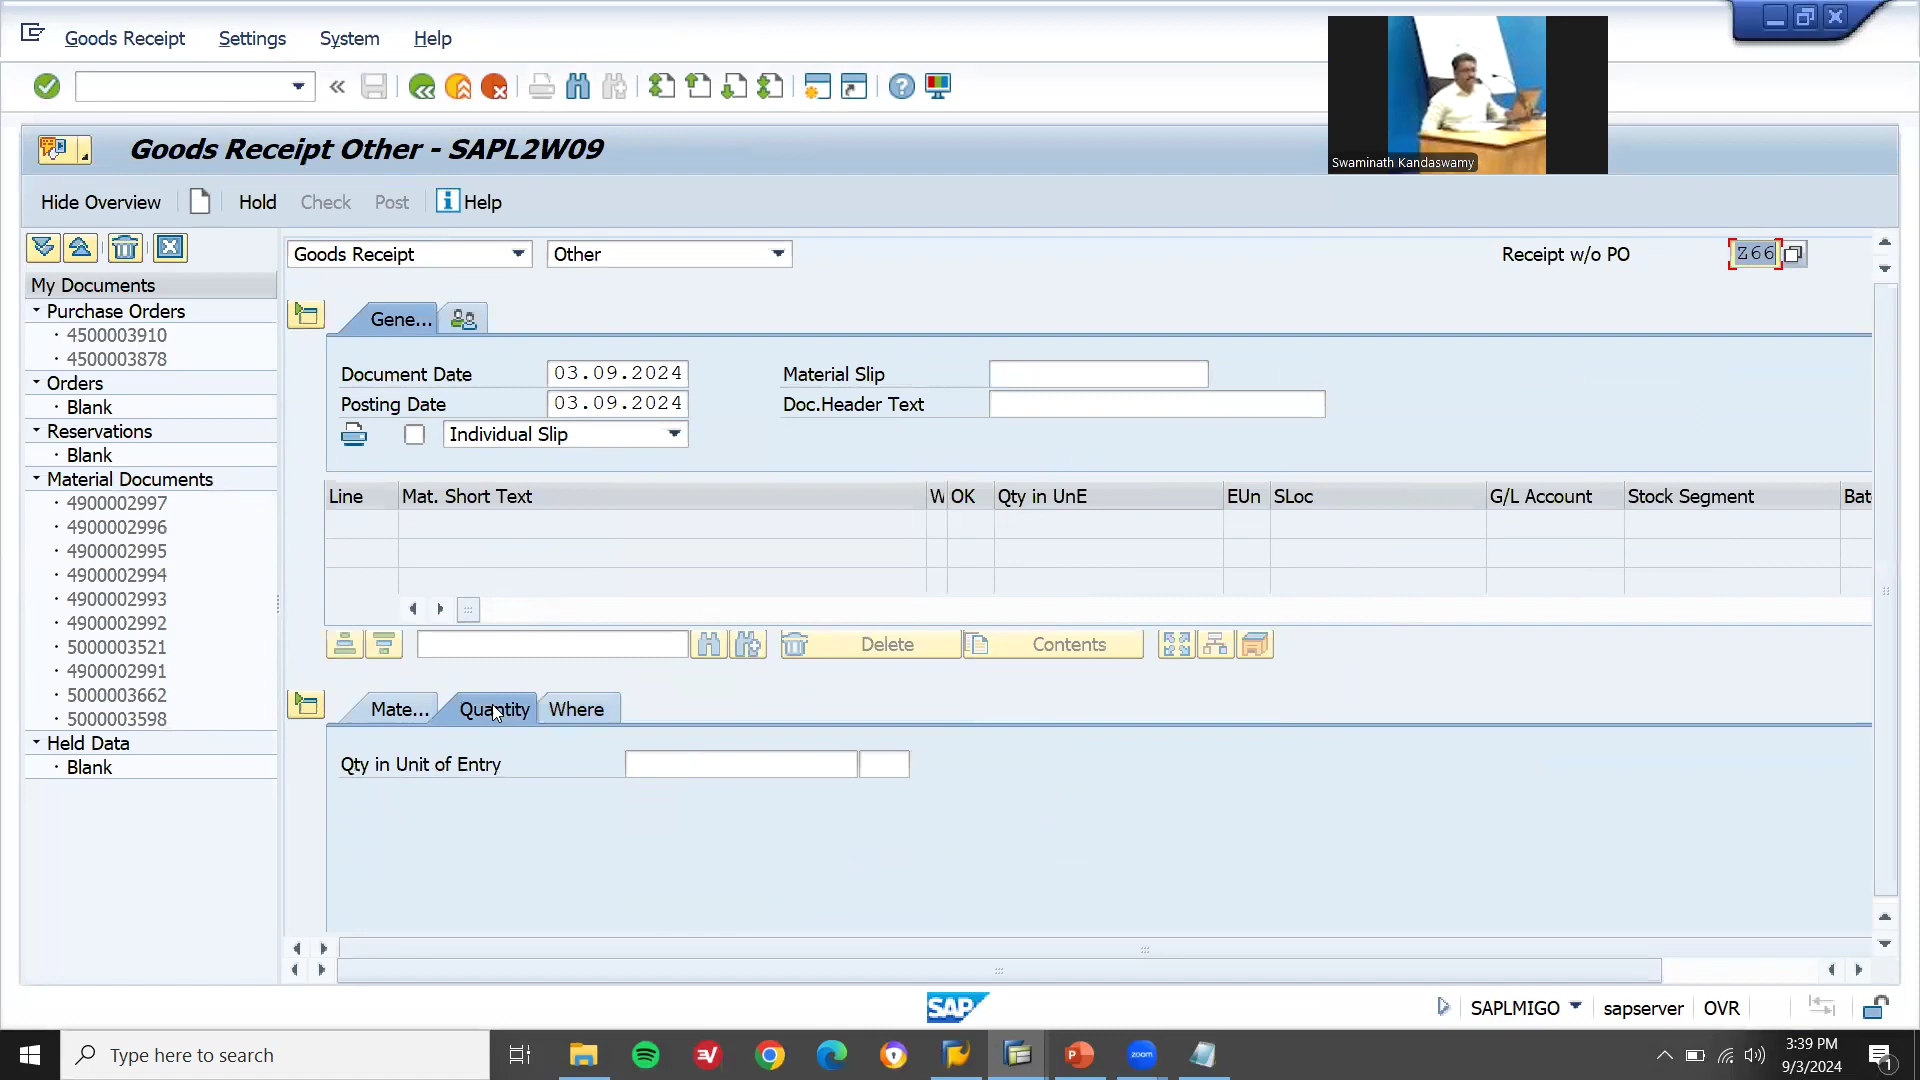 Goods Receipt Settings System Help
Swaminath Kandaswamy
Goods Receipt Other - SAPL2W09
Hide Overview Hold Check Post Help
Goods Receipt Other Receipt w/o PO Z66
My Documents
Purchase Orders
4500003910
4500003878
Orders
Blank
Reservations
Blank
Material Documents
4900002997
4900002996
4900002995
4900002994
4900002993
4900002992
5000003521
4900002991
5000003662
5000003598
Held Data
Blank
Gene...
Document Date 03.09.2024 Material Slip
Posting Date 03.09.2024 Doc.Header Text
Individual Slip
Line Mat. Short Text W OK Qty in UnE EUn SLoc G/L Account Stock Segment Bat
Delete Contents
Mate... Quantity Where
Qty in Unit of Entry
SAP SAPLMIGO sapserver OVR
Type here to search
zoom
3:39 PM
9/3/2024
1